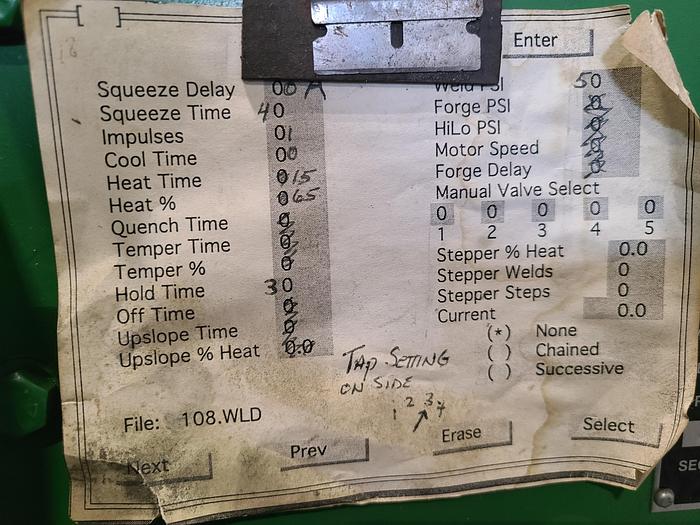 Enter
Squeeze Delay 00 A
Squeeze Time 40
Impulses 01
Cool Time 00
Heat Time 015
Heat % 065
Quench Time 0
Temper Time 0
Temper % 0
Hold Time 30
Off Time 0
Upslope Time 0
Upslope % Heat 0.0
Weld PSI 50
Forge PSI
HiLo PSI 0
Motor Speed 0
Forge Delay 0
Manual Valve Select
0 0 0 0 0
1 2 3 4 5
Stepper % Heat 0.0
Stepper Welds 0
Stepper Steps 0
Current 0.0
(*) None
( ) Chained
( ) Successive
TAP SETTING
ON SIDE
1 2 3 4
File: 108.WLD
Next Prev Erase Select
SE